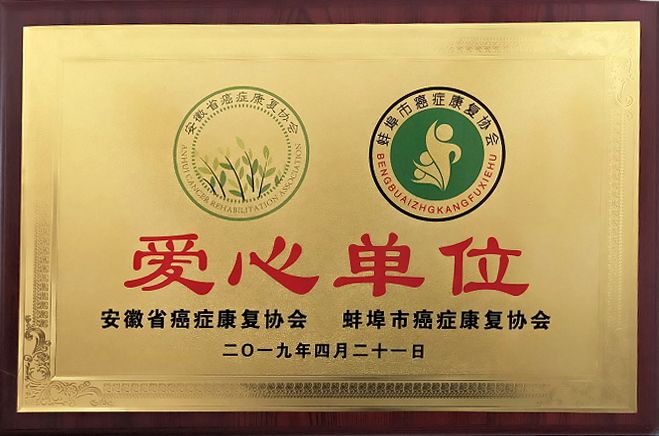 安徽省癌症康复协会
ANHUI CANCER REHABILITATION ASSOCIATION
蚌埠市癌症康复协会
BENGBUAIZHGKANGFUXIEHU
爱心单位
安徽省癌症康复协会 蚌埠市癌症康复协会
二〇一九年四月二十一日